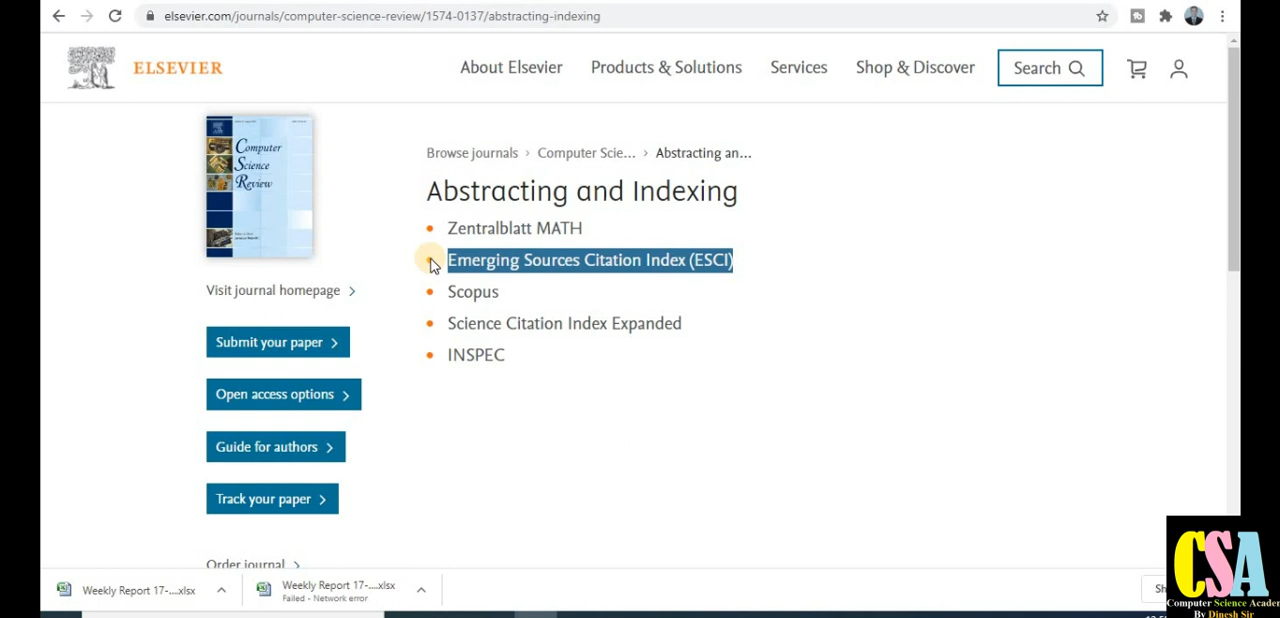 elsevier.com/journals/computer-science-review/1574-0137/abstracting-indexing
ELSEVIER
About Elsevier
Products & Solutions
Services
Shop & Discover
Search
Computer
Science
Review
Browse journals › Computer Scie... › Abstracting an...
Abstracting and Indexing
Zentralblatt MATH
Emerging Sources Citation Index (ESCI)
Scopus
Science Citation Index Expanded
INSPEC
Visit journal homepage
Submit your paper
Open access options
Guide for authors
Track your paper
Order journal
Weekly Report 17-....xlsx
Weekly Report 17-....xlsx
Failed - Network error
CSA
Computer Science Acade
By Dinesh Sir